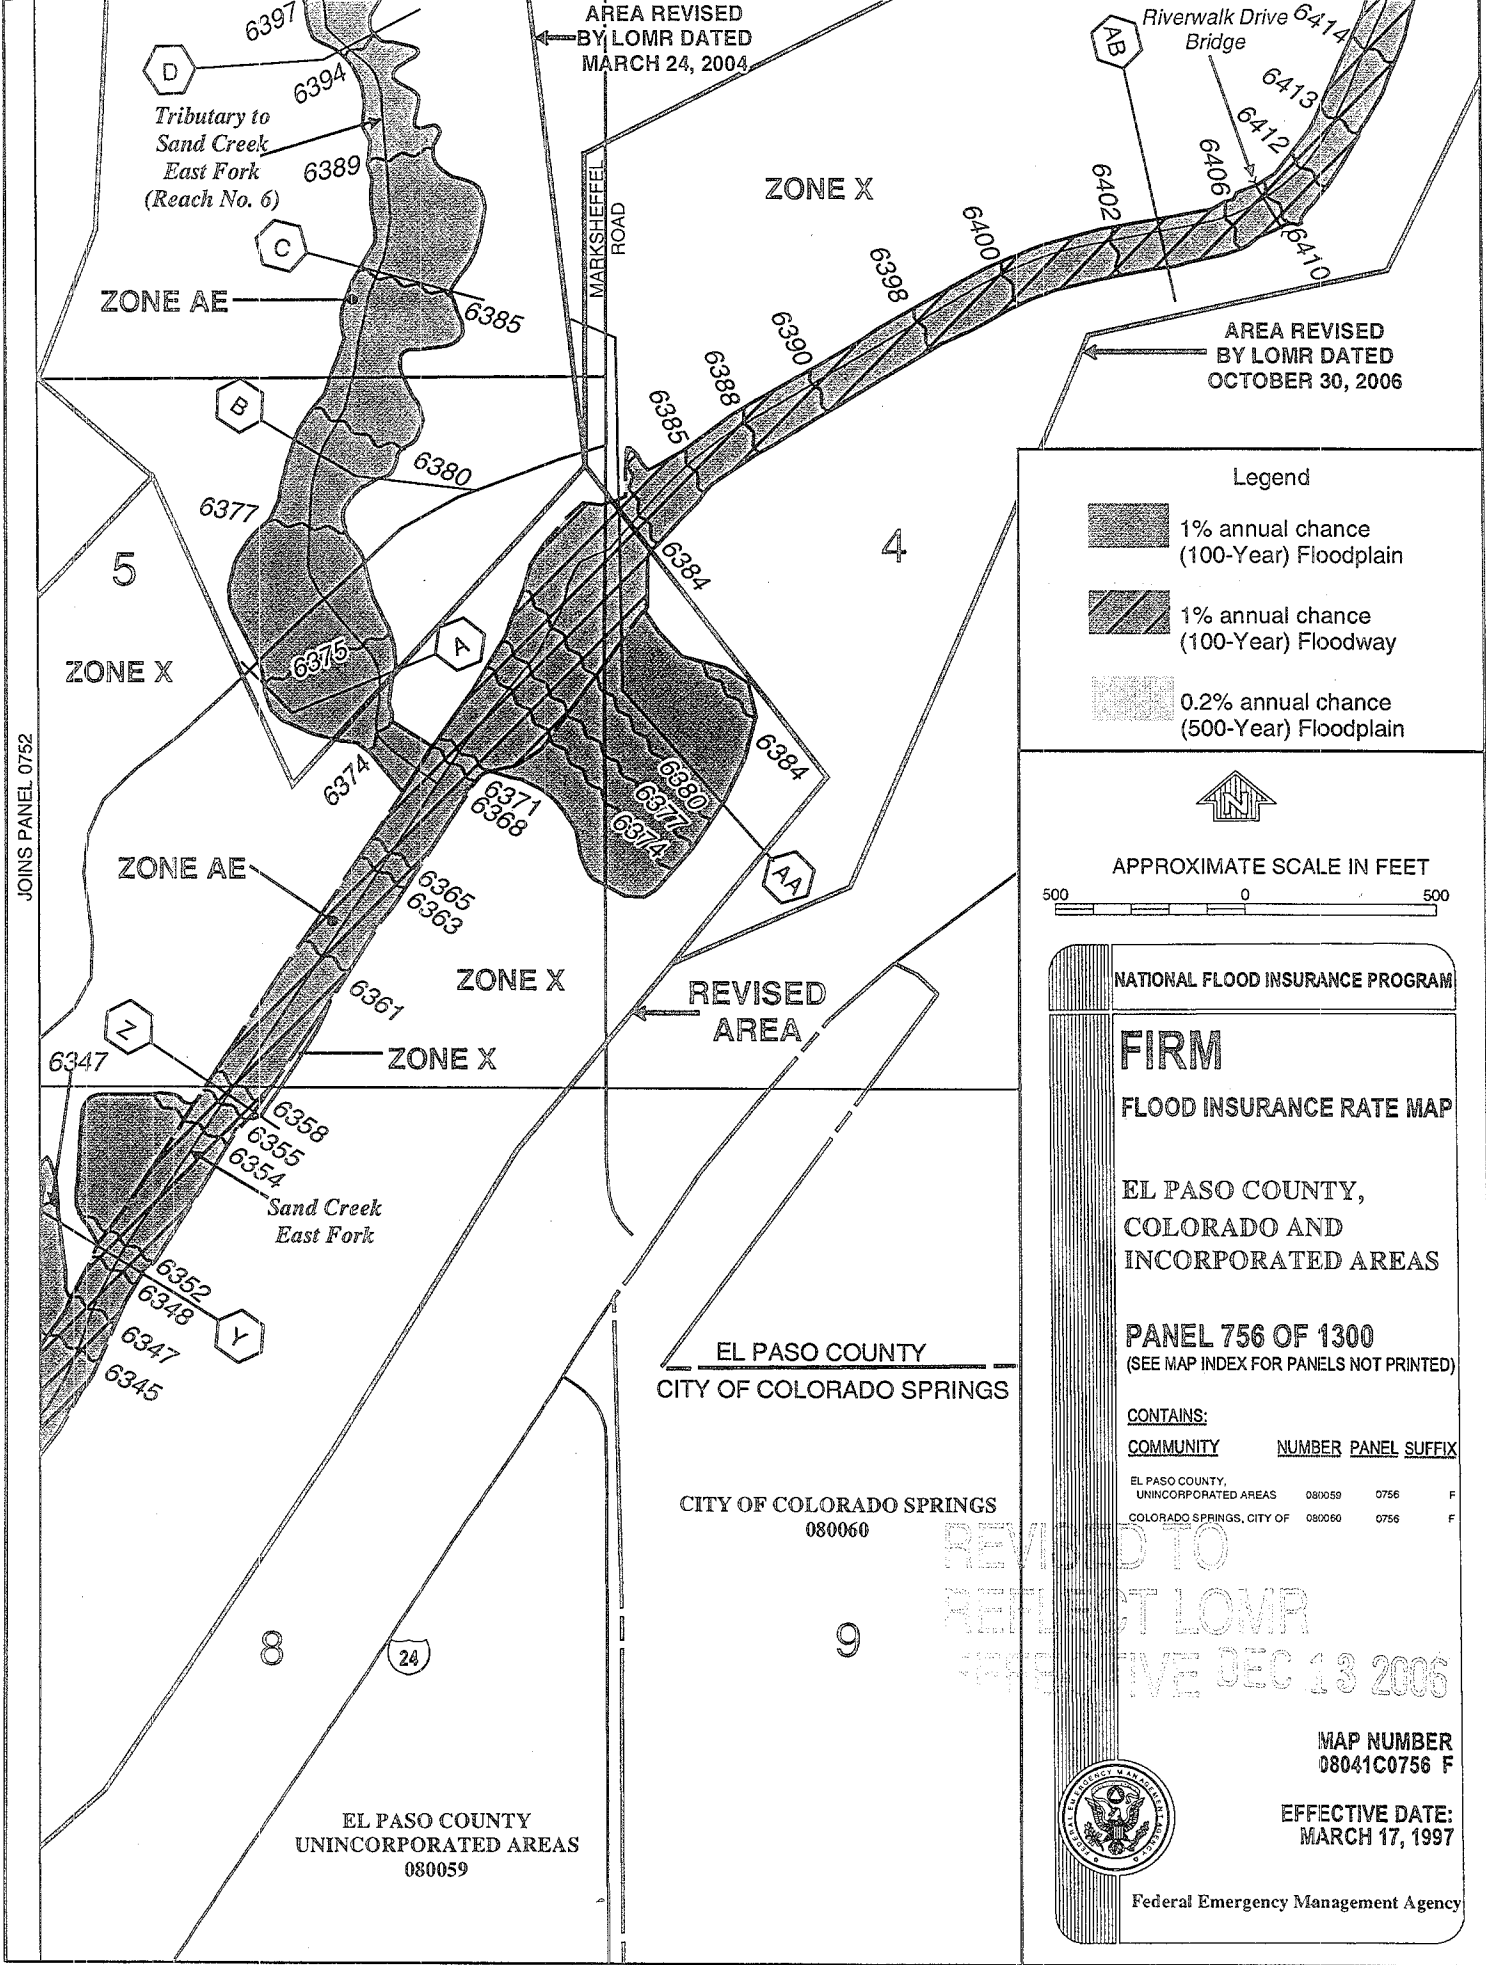 6397
AREA REVISED
BY LOMR DATED
MARCH 24, 2004
AB
Riverwalk Drive
Bridge
6414
D
6394
6413
Tributary to
Sand Creek
East Fork
(Reach No. 6)
6389
6412
6406
6402
ZONE X
MARKSHEFFEL
ROAD
C
6400
6410
6398
ZONE AE
6385
6390
AREA REVISED
BY LOMR DATED
OCTOBER 30, 2006
6388
B
6385
6380
6377
Legend
1% annual chance
(100-Year) Floodplain
1% annual chance
(100-Year) Floodway
0.2% annual chance
(500-Year) Floodplain
5
4
6384
A
6375
ZONE X
JOINS PANEL 0752
6374
6384
6371
6368
6380
6377
6374
N
APPROXIMATE SCALE IN FEET
500 0 500
ZONE AE
AA
6365
6363
ZONE X
6361
REVISED
AREA
Z
ZONE X
6347
6358
6355
6354
Sand Creek
East Fork
6352
6348
Y
6347
6345
EL PASO COUNTY
CITY OF COLORADO SPRINGS
CITY OF COLORADO SPRINGS
080060
8
24
9
EL PASO COUNTY
UNINCORPORATED AREAS
080059
NATIONAL FLOOD INSURANCE PROGRAM
FIRM
FLOOD INSURANCE RATE MAP
EL PASO COUNTY,
COLORADO AND
INCORPORATED AREAS
PANEL 756 OF 1300
(SEE MAP INDEX FOR PANELS NOT PRINTED)
CONTAINS:
COMMUNITY NUMBER PANEL SUFFIX
EL PASO COUNTY,
UNINCORPORATED AREAS 080059 0756 F
COLORADO SPRINGS, CITY OF 080060 0756 F
REVISED TO
REFLECT LOMR
EFFECTIVE DEC 13 2006
MAP NUMBER
08041C0756 F
EFFECTIVE DATE:
MARCH 17, 1997
FEDERAL EMERGENCY MANAGEMENT AGENCY
Federal Emergency Management Agency